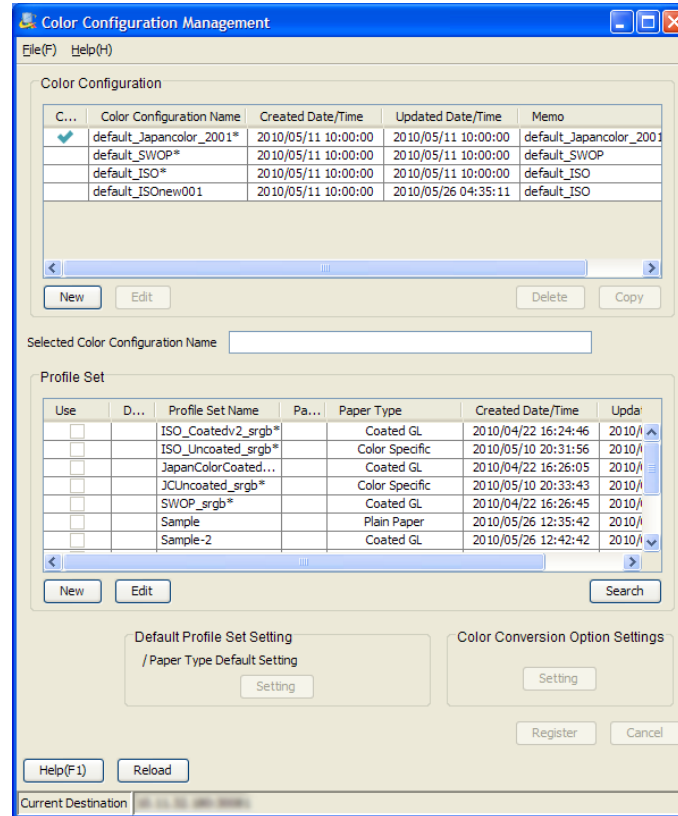 Color Configuration Management
File(F) Help(H)
Color Configuration
C... Color Configuration Name Created Date/Time Updated Date/Time Memo
default_Japancolor_2001* 2010/05/11 10:00:00 2010/05/11 10:00:00 default_Japancolor_2001
default_SWOP* 2010/05/11 10:00:00 2010/05/11 10:00:00 default_SWOP
default_ISO* 2010/05/11 10:00:00 2010/05/11 10:00:00 default_ISO
default_ISOnew001 2010/05/11 10:00:00 2010/05/26 04:35:11 default_ISO
New Edit Delete Copy
Selected Color Configuration Name
Profile Set
Use D... Profile Set Name Pa... Paper Type Created Date/Time Updat
ISO_Coatedv2_srgb* Coated GL 2010/04/22 16:24:46 2010/
ISO_Uncoated_srgb* Color Specific 2010/05/10 20:31:56 2010/
JapanColorCoated... Coated GL 2010/04/22 16:26:05 2010/
JCUncoated_srgb* Color Specific 2010/05/10 20:33:43 2010/
SWOP_srgb* Coated GL 2010/04/22 16:26:45 2010/
Sample Plain Paper 2010/05/26 12:35:42 2010/
Sample-2 Coated GL 2010/05/26 12:42:42 2010/
New Edit Search
Default Profile Set Setting Color Conversion Option Settings
/ Paper Type Default Setting
Setting Setting
Register Cancel
Help(F1) Reload
Current Destination